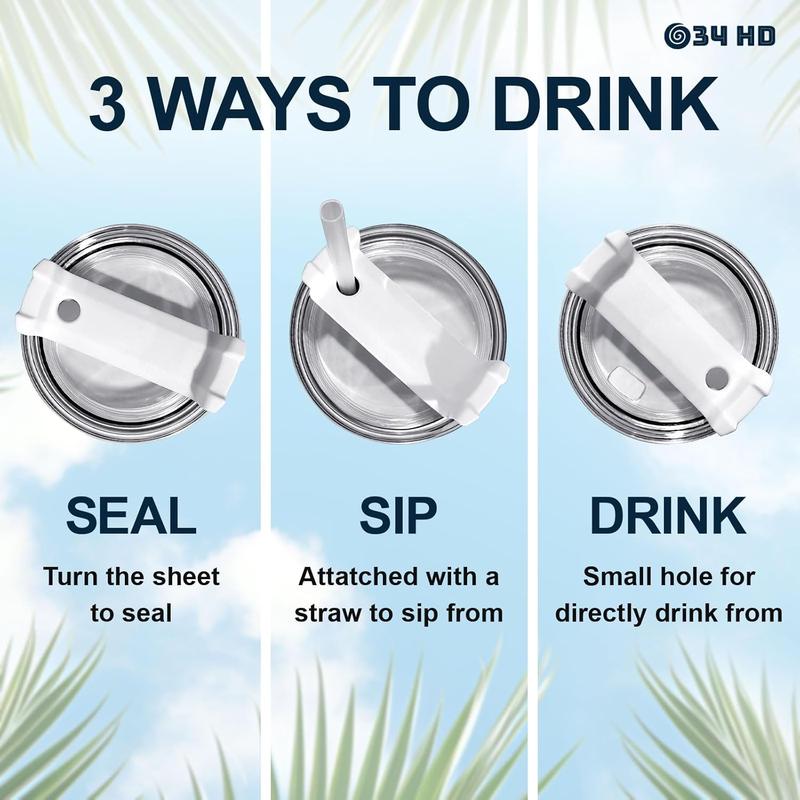 34 HD
3 WAYS TO DRINK
SEAL
Turn the sheet
to seal
SIP
Attatched with a
straw to sip from
DRINK
Small hole for
directly drink from